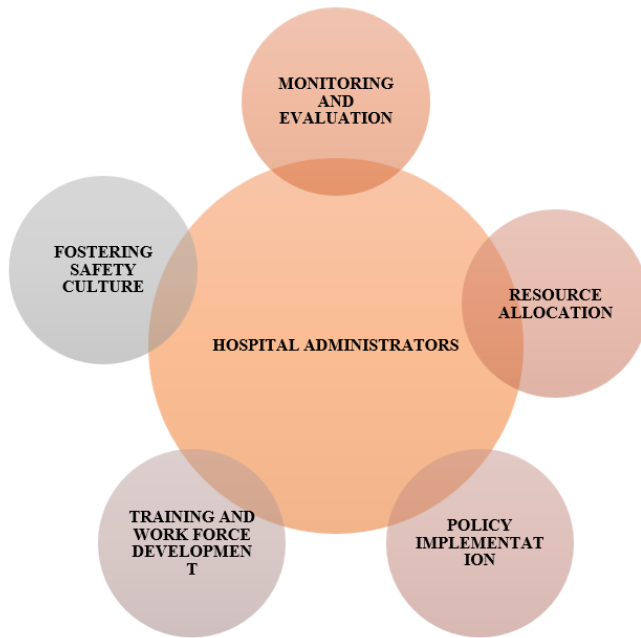 MONITORING
AND
EVALUATION
FOSTERING
SAFETY
CULTURE
RESOURCE
ALLOCATION
HOSPITAL ADMINISTRATORS
TRAINING AND
WORK FORCE
DEVELOPMEN
T
POLICY
IMPLEMENTAT
ION